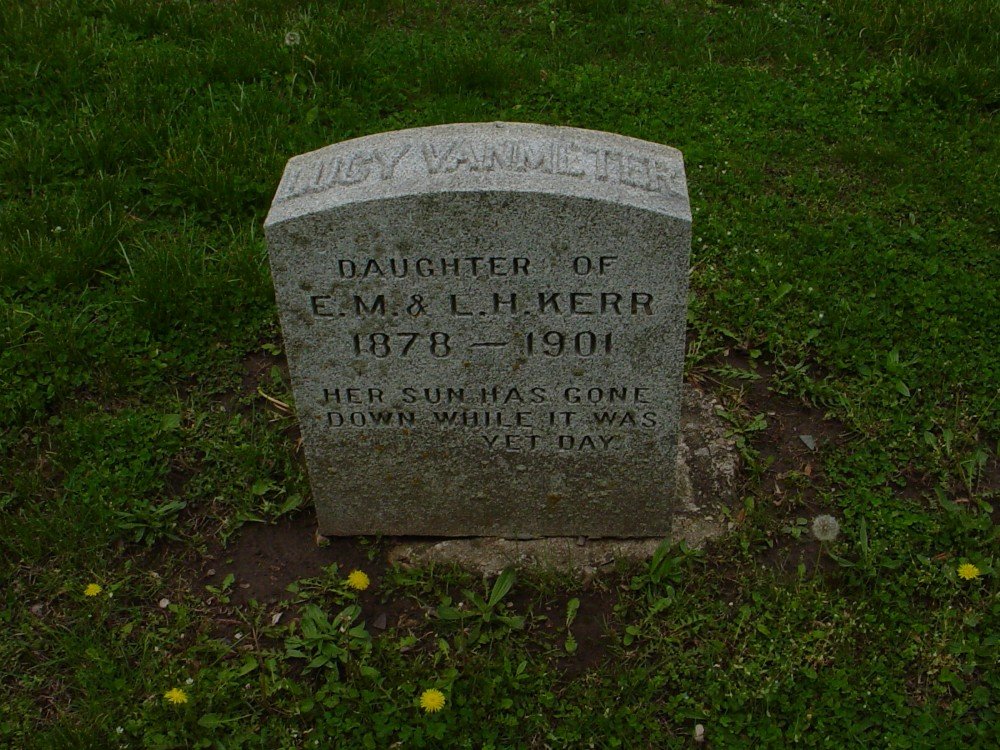 LUCY VANMETER
DAUGHTER OF
E.M. & L.H. KERR
1878 — 1901
HER SUN HAS GONE
DOWN WHILE IT WAS
YET DAY.